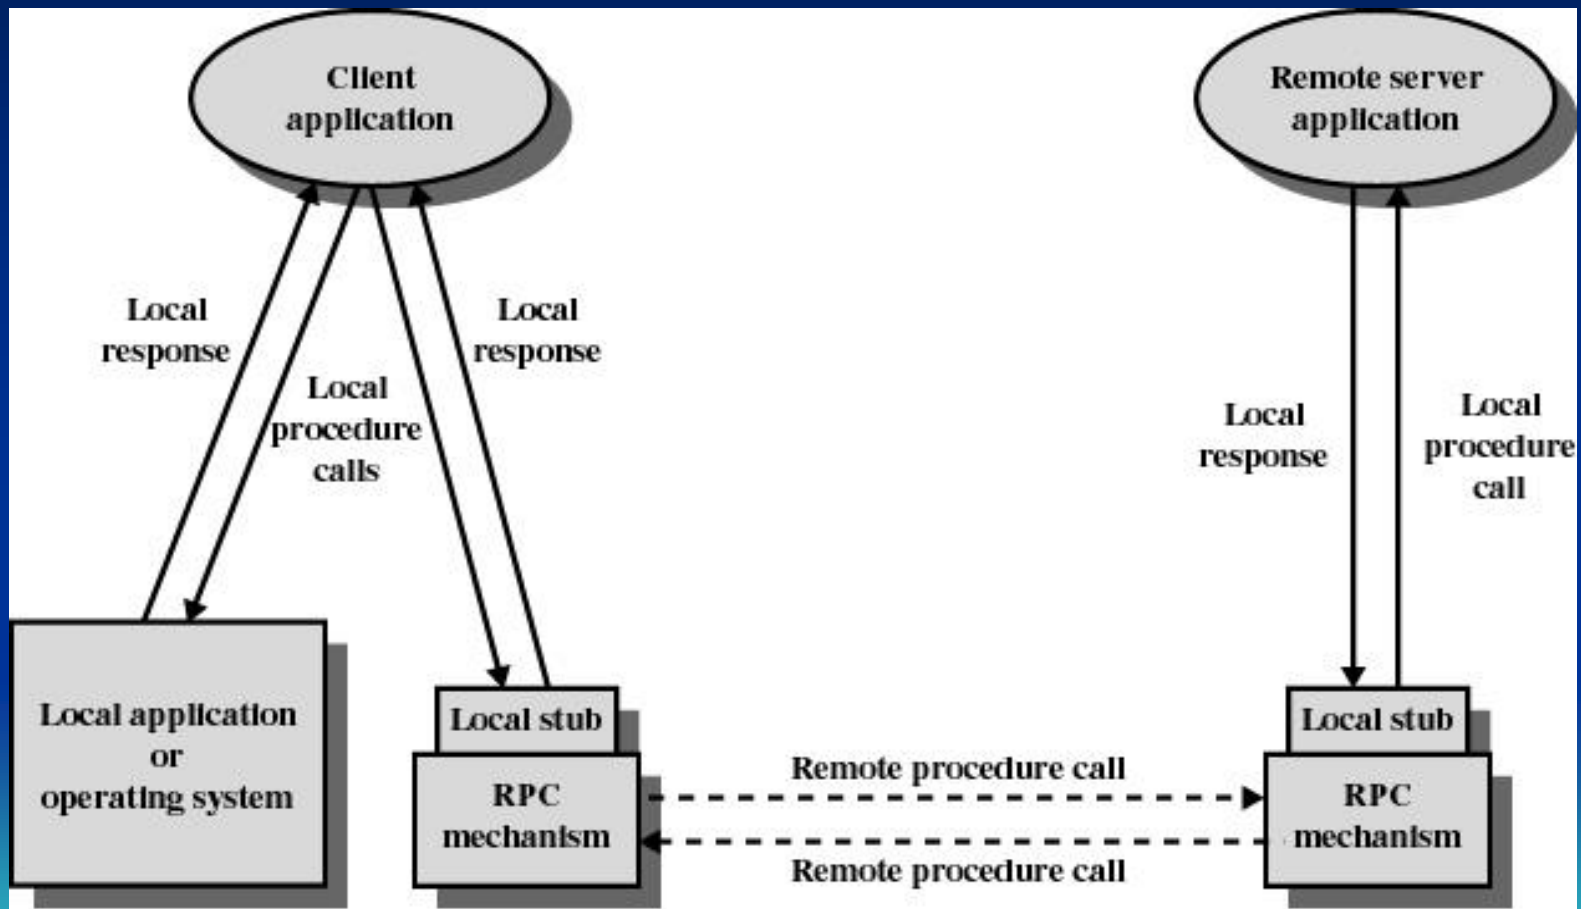 Client
application
Remote server
application
Local
response
Local
procedure
calls
Local
response
Local
response
Local
procedure
call
Local application
or
operating system
Local stub
RPC
mechanism
Remote procedure call
Remote procedure call
Local stub
RPC
mechanism